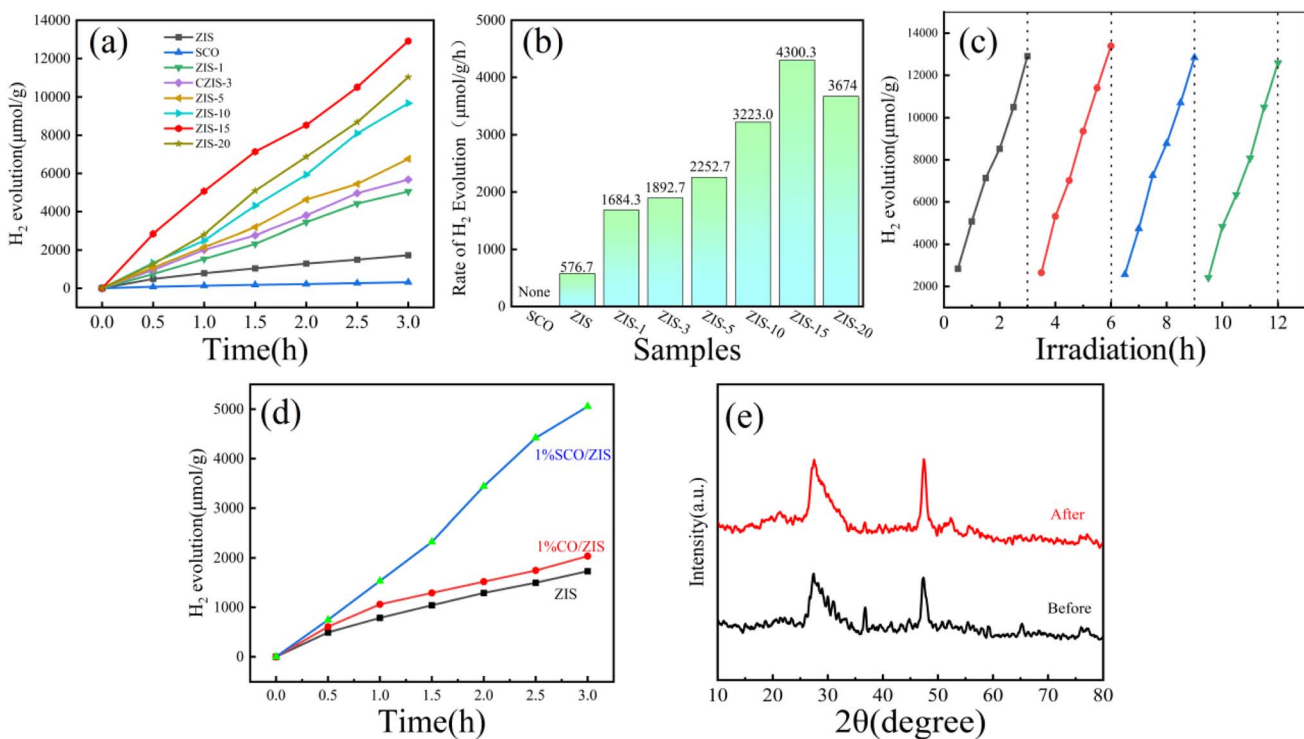 (a)
ZIS
SCO
ZIS-1
CZIS-3
ZIS-5
ZIS-10
ZIS-15
ZIS-20
H₂ evolution(μmol/g)
14000
12000
10000
8000
6000
4000
2000
0
0.0 0.5 1.0 1.5 2.0 2.5 3.0
Time(h)
(b)
Rate of H₂ Evolution（μmol/g/h）
5000
4000
3000
2000
1000
0
None
576.7
1684.3
1892.7
2252.7
3223.0
4300.3
3674
SCO ZIS ZIS-1 ZIS-3 ZIS-5 ZIS-10 ZIS-15 ZIS-20
Samples
(c)
H₂ evolution(μmol/g)
14000
12000
10000
8000
13000
4000
2000
0 2 4 6 8 10 12
Irradiation(h)
(d)
H₂ evolution(μmol/g)
5000
4000
3000
2000
1000
0
1%SCO/ZIS
1%CO/ZIS
ZIS
0.0 0.5 1.0 1.5 2.0 2.5 3.0
Time(h)
(e)
Intensity(a.u.)
After
Before
10 20 30 40 50 60 70 80
2θ(degree)